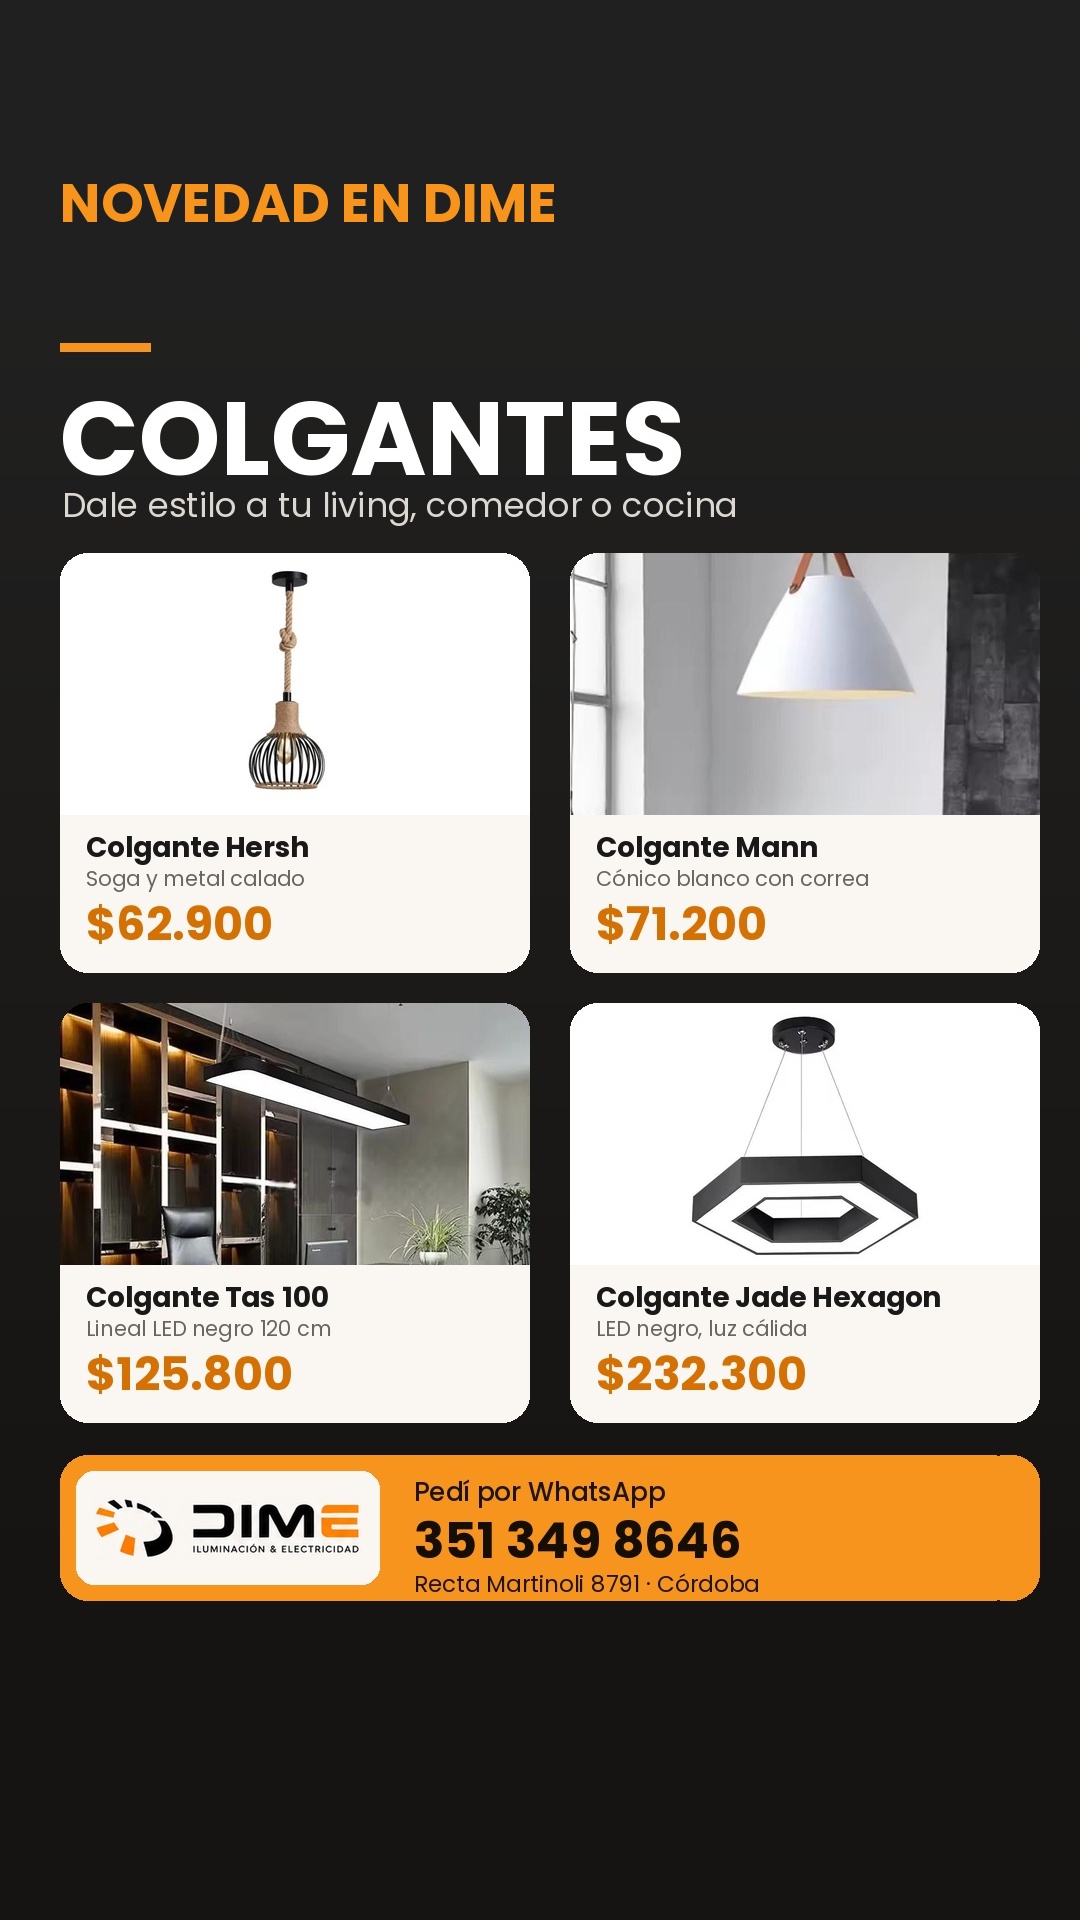 NOVEDAD EN DIME
COLGANTES
Dale estilo a tu living, comedor o cocina
Colgante Hersh
Soga y metal calado
$62.900
Colgante Mann
Cónico blanco con correa
$71.200
Colgante Tas 100
Lineal LED negro 120 cm
$125.800
Colgante Jade Hexagon
LED negro, luz cálida
$232.300
DIME
ILUMINACIÓN & ELECTRICIDAD
Pedí por WhatsApp
351 349 8646
Recta Martinoli 8791 · Córdoba